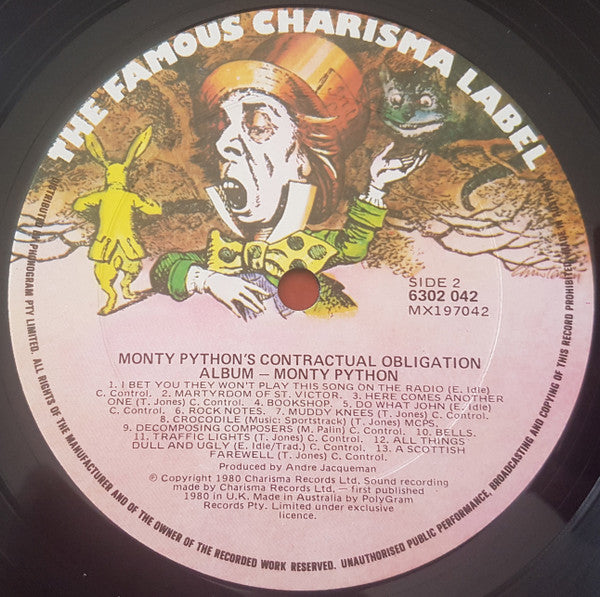 THE FAMOUS CHARISMA LABEL
SIDE 2
6302 042
MX197042
MONTY PYTHON'S CONTRACTUAL OBLIGATION
ALBUM – MONTY PYTHON
1. I BET YOU THEY WON'T PLAY THIS SONG ON THE RADIO (E. Idle)
C. Control. 2. MARTYRDOM OF ST. VICTOR. 3. HERE COMES ANOTHER
ONE (T. Jones) C. Control. 4. BOOKSHOP. 5. DO WHAT JOHN (E. Idle)
C. Control. 6. ROCK NOTES. 7. MUDDY KNEES (T. Jones) C. Control.
8. CROCODILE (Music: Sportstrack) (T. Jones) MCPS.
9. DECOMPOSING COMPOSERS (M. Palin) C. Control. 10. BELLS.
11. TRAFFIC LIGHTS (T. Jones) C. Control. 12. ALL THINGS
DULL AND UGLY (E. Idle/Trad.) C. Control. 13. A SCOTTISH
FAREWELL (T. Jones) C. Control.
Produced by Andre Jacqueman
℗ Copyright 1980 Charisma Records Ltd. Sound recording
made by Charisma Records Ltd, – first published
1980 in U.K. Made in Australia by PolyGram
Records Pty. Limited under exclusive
licence.
PHONOGRAM PTY LIMITED. ALL RIGHTS OF THE MANUFACTURER AND OF THE OWNER OF THE RECORDED WORK RESERVED. UNAUTHORISED PUBLIC PERFORMANCE, BROADCASTING AND COPYING OF THIS RECORD PROHIBITED